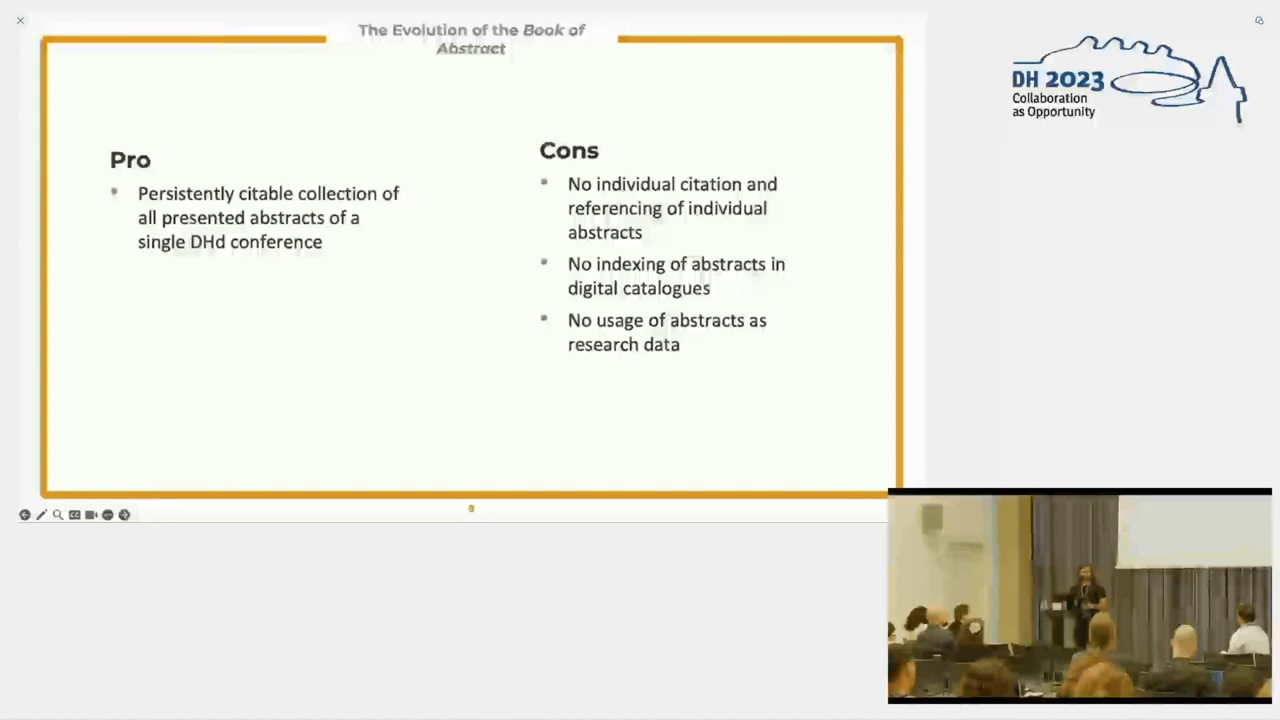 The Evolution of the Book of
Abstract
Pro
Persistently citable collection of
all presented abstracts of a
single DHd conference
Cons
No individual citation and
referencing of individual
abstracts
No indexing of abstracts in
digital catalogues
No usage of abstracts as
research data
DH 2023
Collaboration
as Opportunity